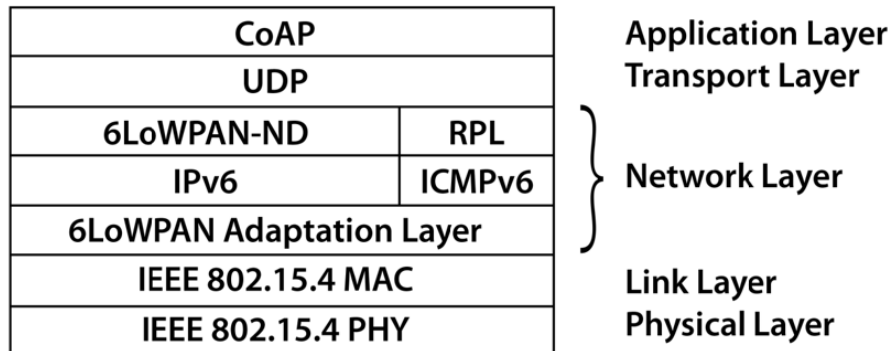 CoAP Application Layer
UDP Transport Layer
6LoWPAN-ND RPL
IPv6 ICMPv6 Network Layer
6LoWPAN Adaptation Layer
IEEE 802.15.4 MAC Link Layer
IEEE 802.15.4 PHY Physical Layer